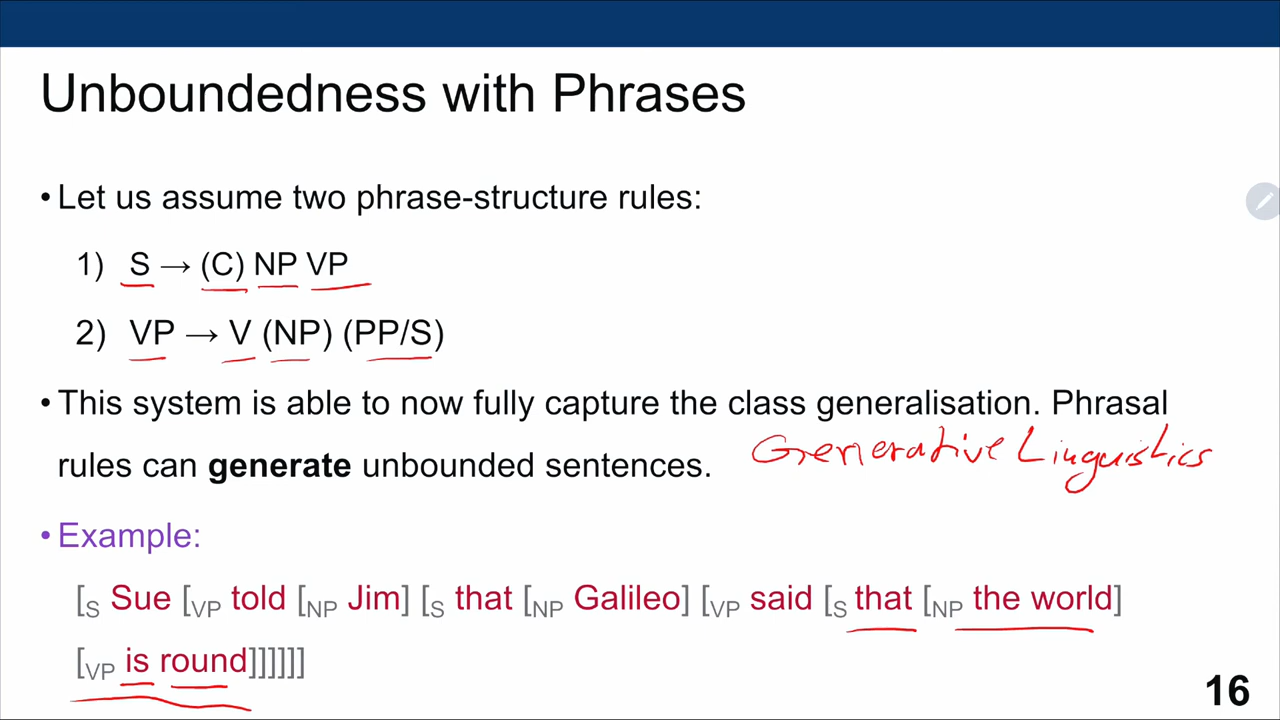 Unboundedness with Phrases
• Let us assume two phrase-structure rules:
1) S → (C) NP VP
2) VP → V (NP) (PP/S)
• This system is able to now fully capture the class generalisation. Phrasal
rules can generate unbounded sentences. Generative Linguistics
• Example:
[S Sue [VP told [NP Jim] [S that [NP Galileo] [VP said [S that [NP the world]
[VP is round]]]]]]
16